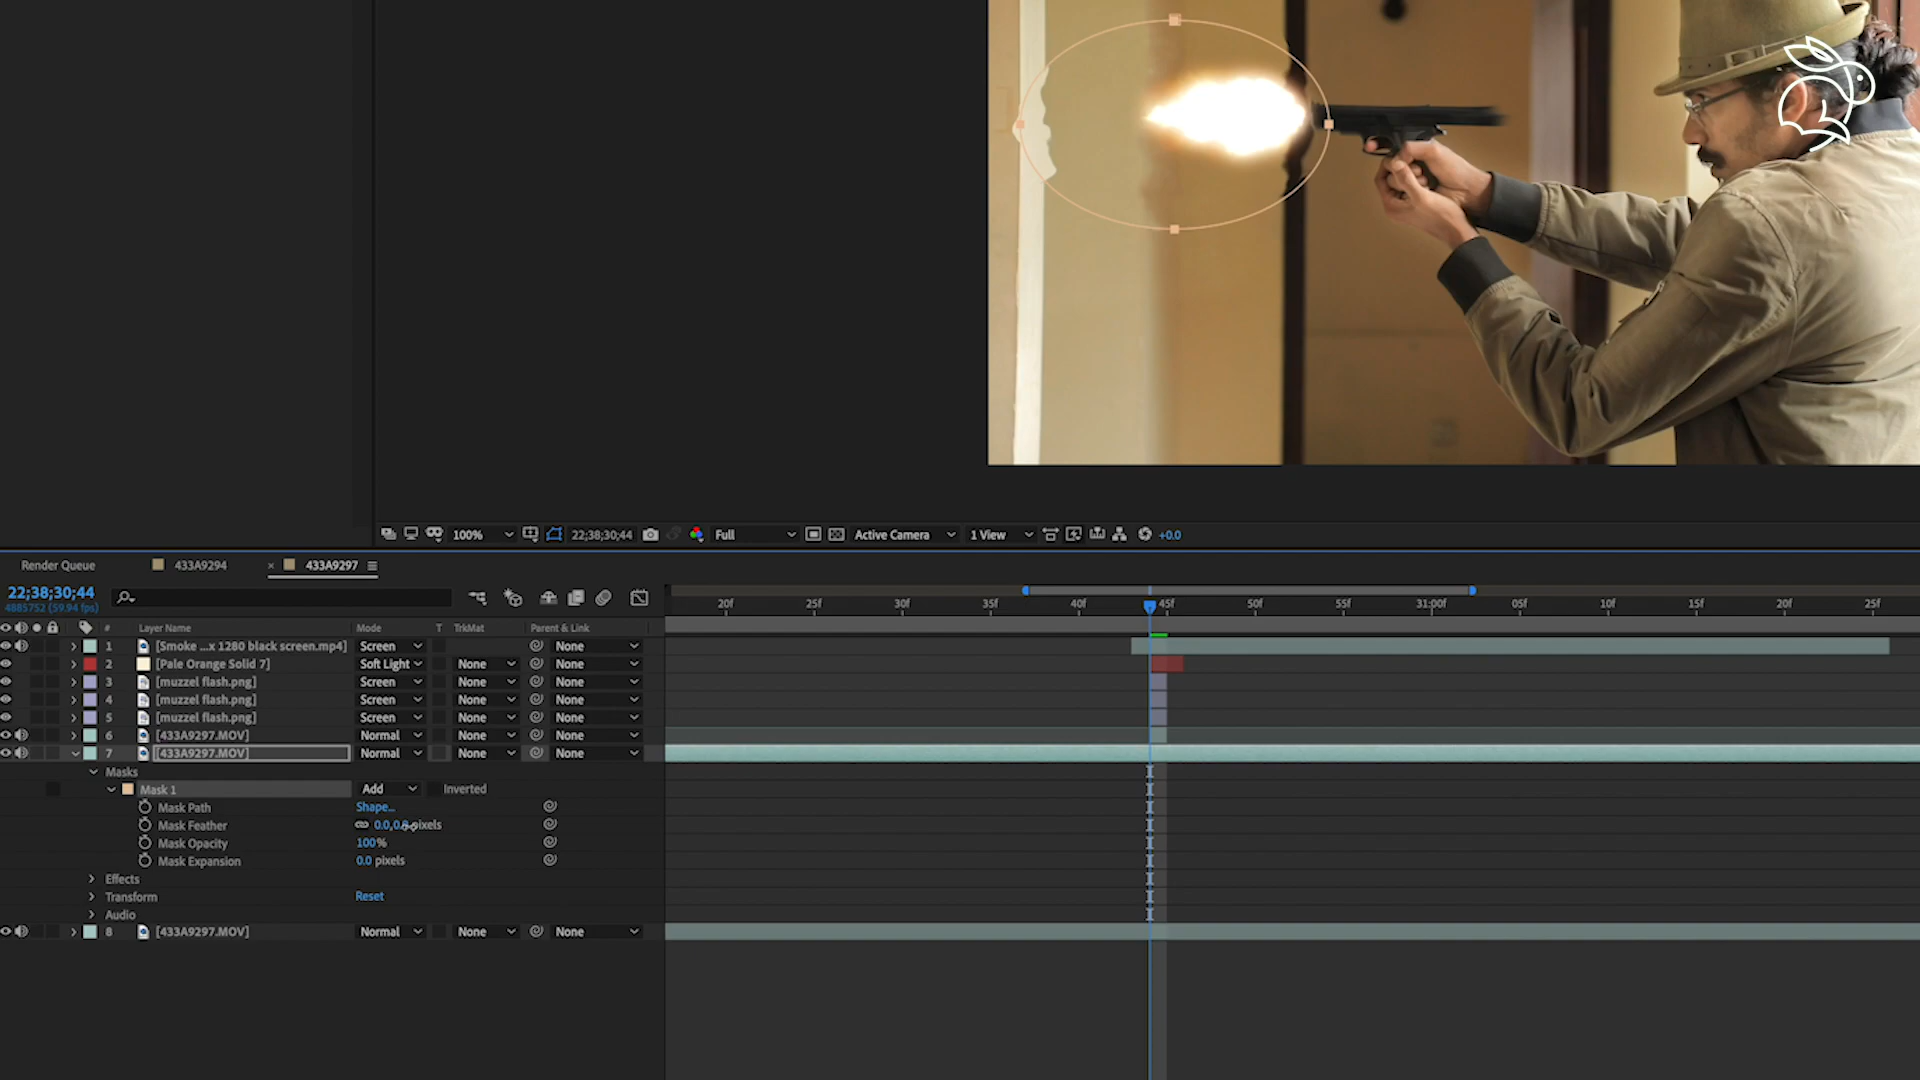 100% 22;38;30;44 Full Active Camera 1 View +0.0
Render Queue 433A9294 × 433A9297
22;38;30;44
4885752 (59.94 fps)
20f 25f 30f 35f 40f 45f 50f 55f 31:00f 05f 10f 15f 20f 25f
# Layer Name Mode T TrkMat Parent & Link
1 [Smoke ...x 1280 black screen.mp4] Screen None
2 [Pale Orange Solid 7] Soft Light None None
3 [muzzel flash.png] Screen None None
4 [muzzel flash.png] Screen None None
5 [muzzel flash.png] Screen None None
6 [433A9297.MOV] Normal None None
7 [433A9297.MOV] Normal None None
Masks
Mask 1 Add Inverted
Mask Path Shape...
Mask Feather 0.0, pixels
Mask Opacity 100%
Mask Expansion 0.0 pixels
Effects
Transform Reset
Audio
8 [433A9297.MOV] Normal None None